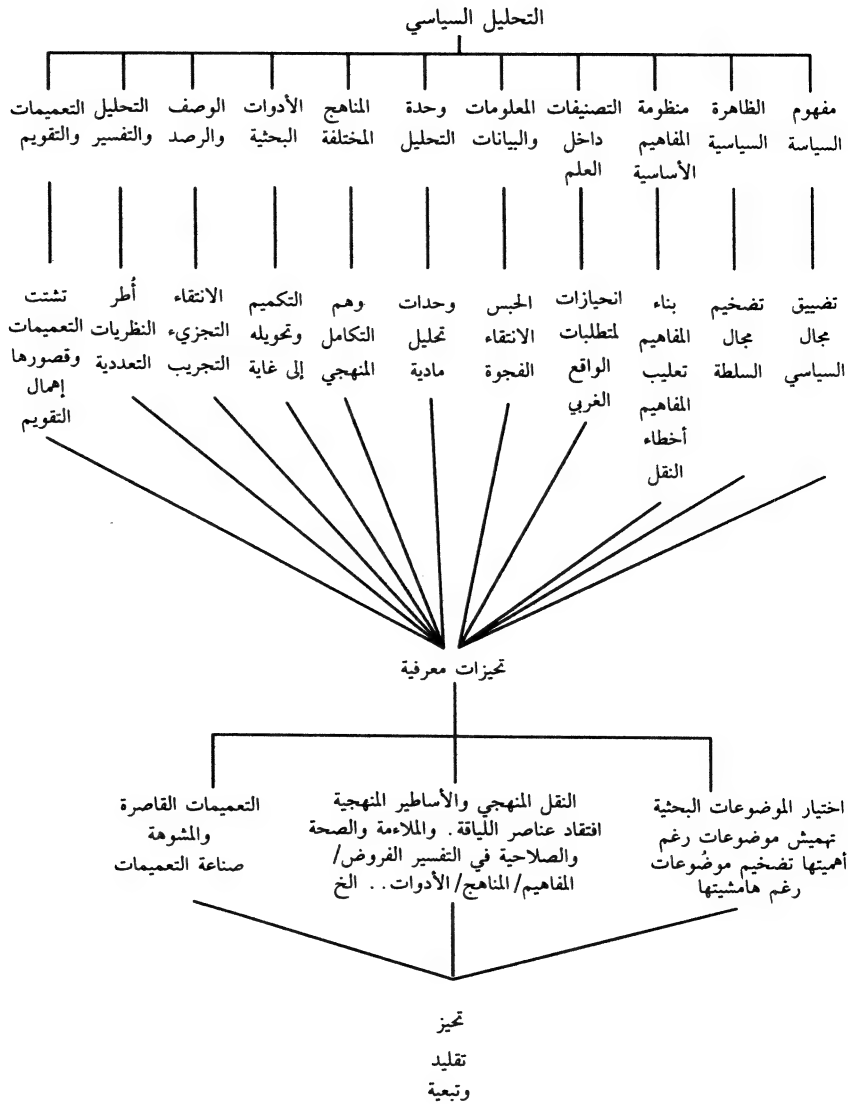 التحليل السياسي
مفهوم
السياسة
الظاهرة
السياسية
منظومة
المفاهيم
الأساسية
التصنيفات
داخل
العلم
المعلومات
والبيانات
وحدة
التحليل
المناهج
المختلفة
الأدوات
البحثية
الوصف
والرصد
التحليل
والتفسير
التعميمات
والتقويم
تضييق
مجال
السياسي
تضخيم
مجال
السلطة
بناء
المفاهيم
تعليب
المفاهيم
أخطاء
النقل
انحيازات
لمتطلبات
الواقع
الغربي
الحبس
الانتقاء
الفجوة
وحدات
تحليل
مادية
وهم
التكامل
المنهجي
التكميم
وتحويله
إلى غاية
الانتقاء
التجزيء
التجريب
أُطر
النظريات
التعددية
تشتت
التعميمات
وقصورها
إهمال
التقويم
تحيزات معرفية
اختيار الموضوعات البحثية
تهميش موضوعات رغم
أهميتها تضخيم موضُوعات
رغم هامشيتها
النقل المنهجي والأساطير المنهجية
افتقاد عناصر اللياقة. والملاءمة والصحة
والصلاحية في التفسير الفروض/
المفاهيم/المناهج/الأدوات.. الخ
التعميمات القاصرة
والمشوهة
صناعة التعميمات
تحيز
تقليد
وتبعية